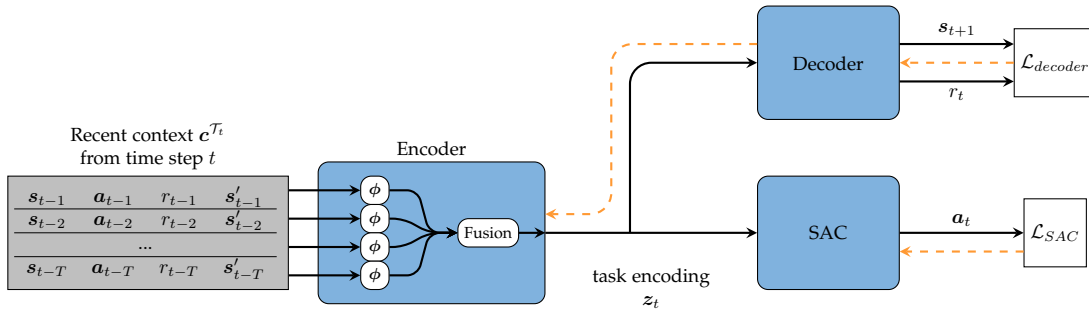 Recent context c^{𝒯_t}
from time step t
s_{t−1} a_{t−1} r_{t−1} s′_{t−1}
s_{t−2} a_{t−2} r_{t−2} s′_{t−2}
...
s_{t−T} a_{t−T} r_{t−T} s′_{t−T}
Encoder
ϕ
ϕ
ϕ
ϕ
Fusion
task encoding
z_t
Decoder
s_{t+1}
r_t
ℒ_{decoder}
SAC
a_t
ℒ_{SAC}